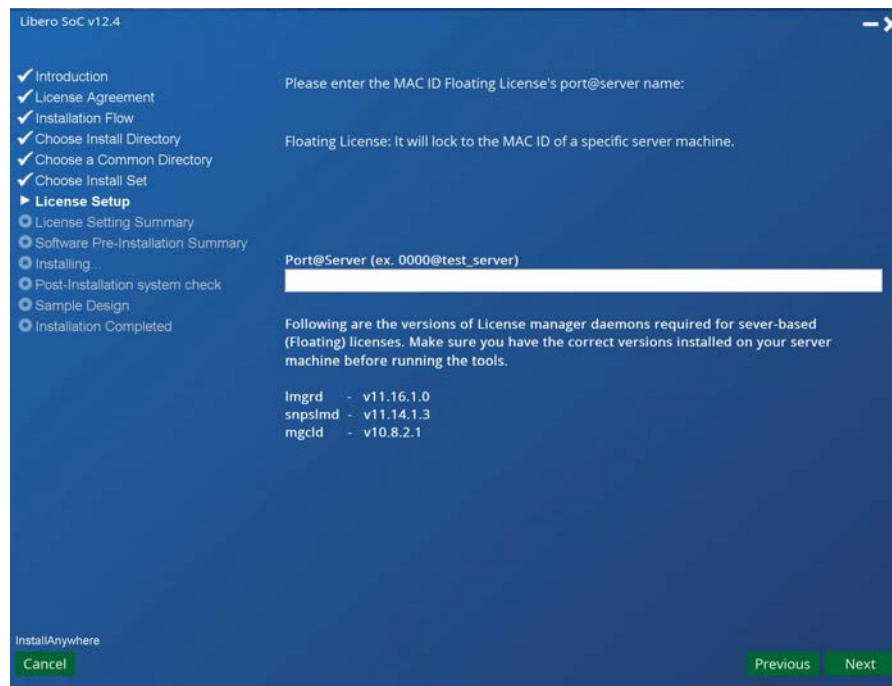 Libero SoC v12.4
Introduction
License Agreement
Installation Flow
Choose Install Directory
Choose a Common Directory
Choose Install Set
License Setup
License Setting Summary
Software Pre-Installation Summary
Installing...
Post-Installation system check
Sample Design
Installation Completed
Please enter the MAC ID Floating License's port@server name:
Floating License: It will lock to the MAC ID of a specific server machine.
Port@Server (ex. 0000@test_server)
Following are the versions of License manager daemons required for sever-based
(Floating) licenses. Make sure you have the correct versions installed on your server
machine before running the tools.
lmgrd - v11.16.1.0
snpslmd - v11.14.1.3
mgcld - v10.8.2.1
InstallAnywhere
Cancel
Previous
Next